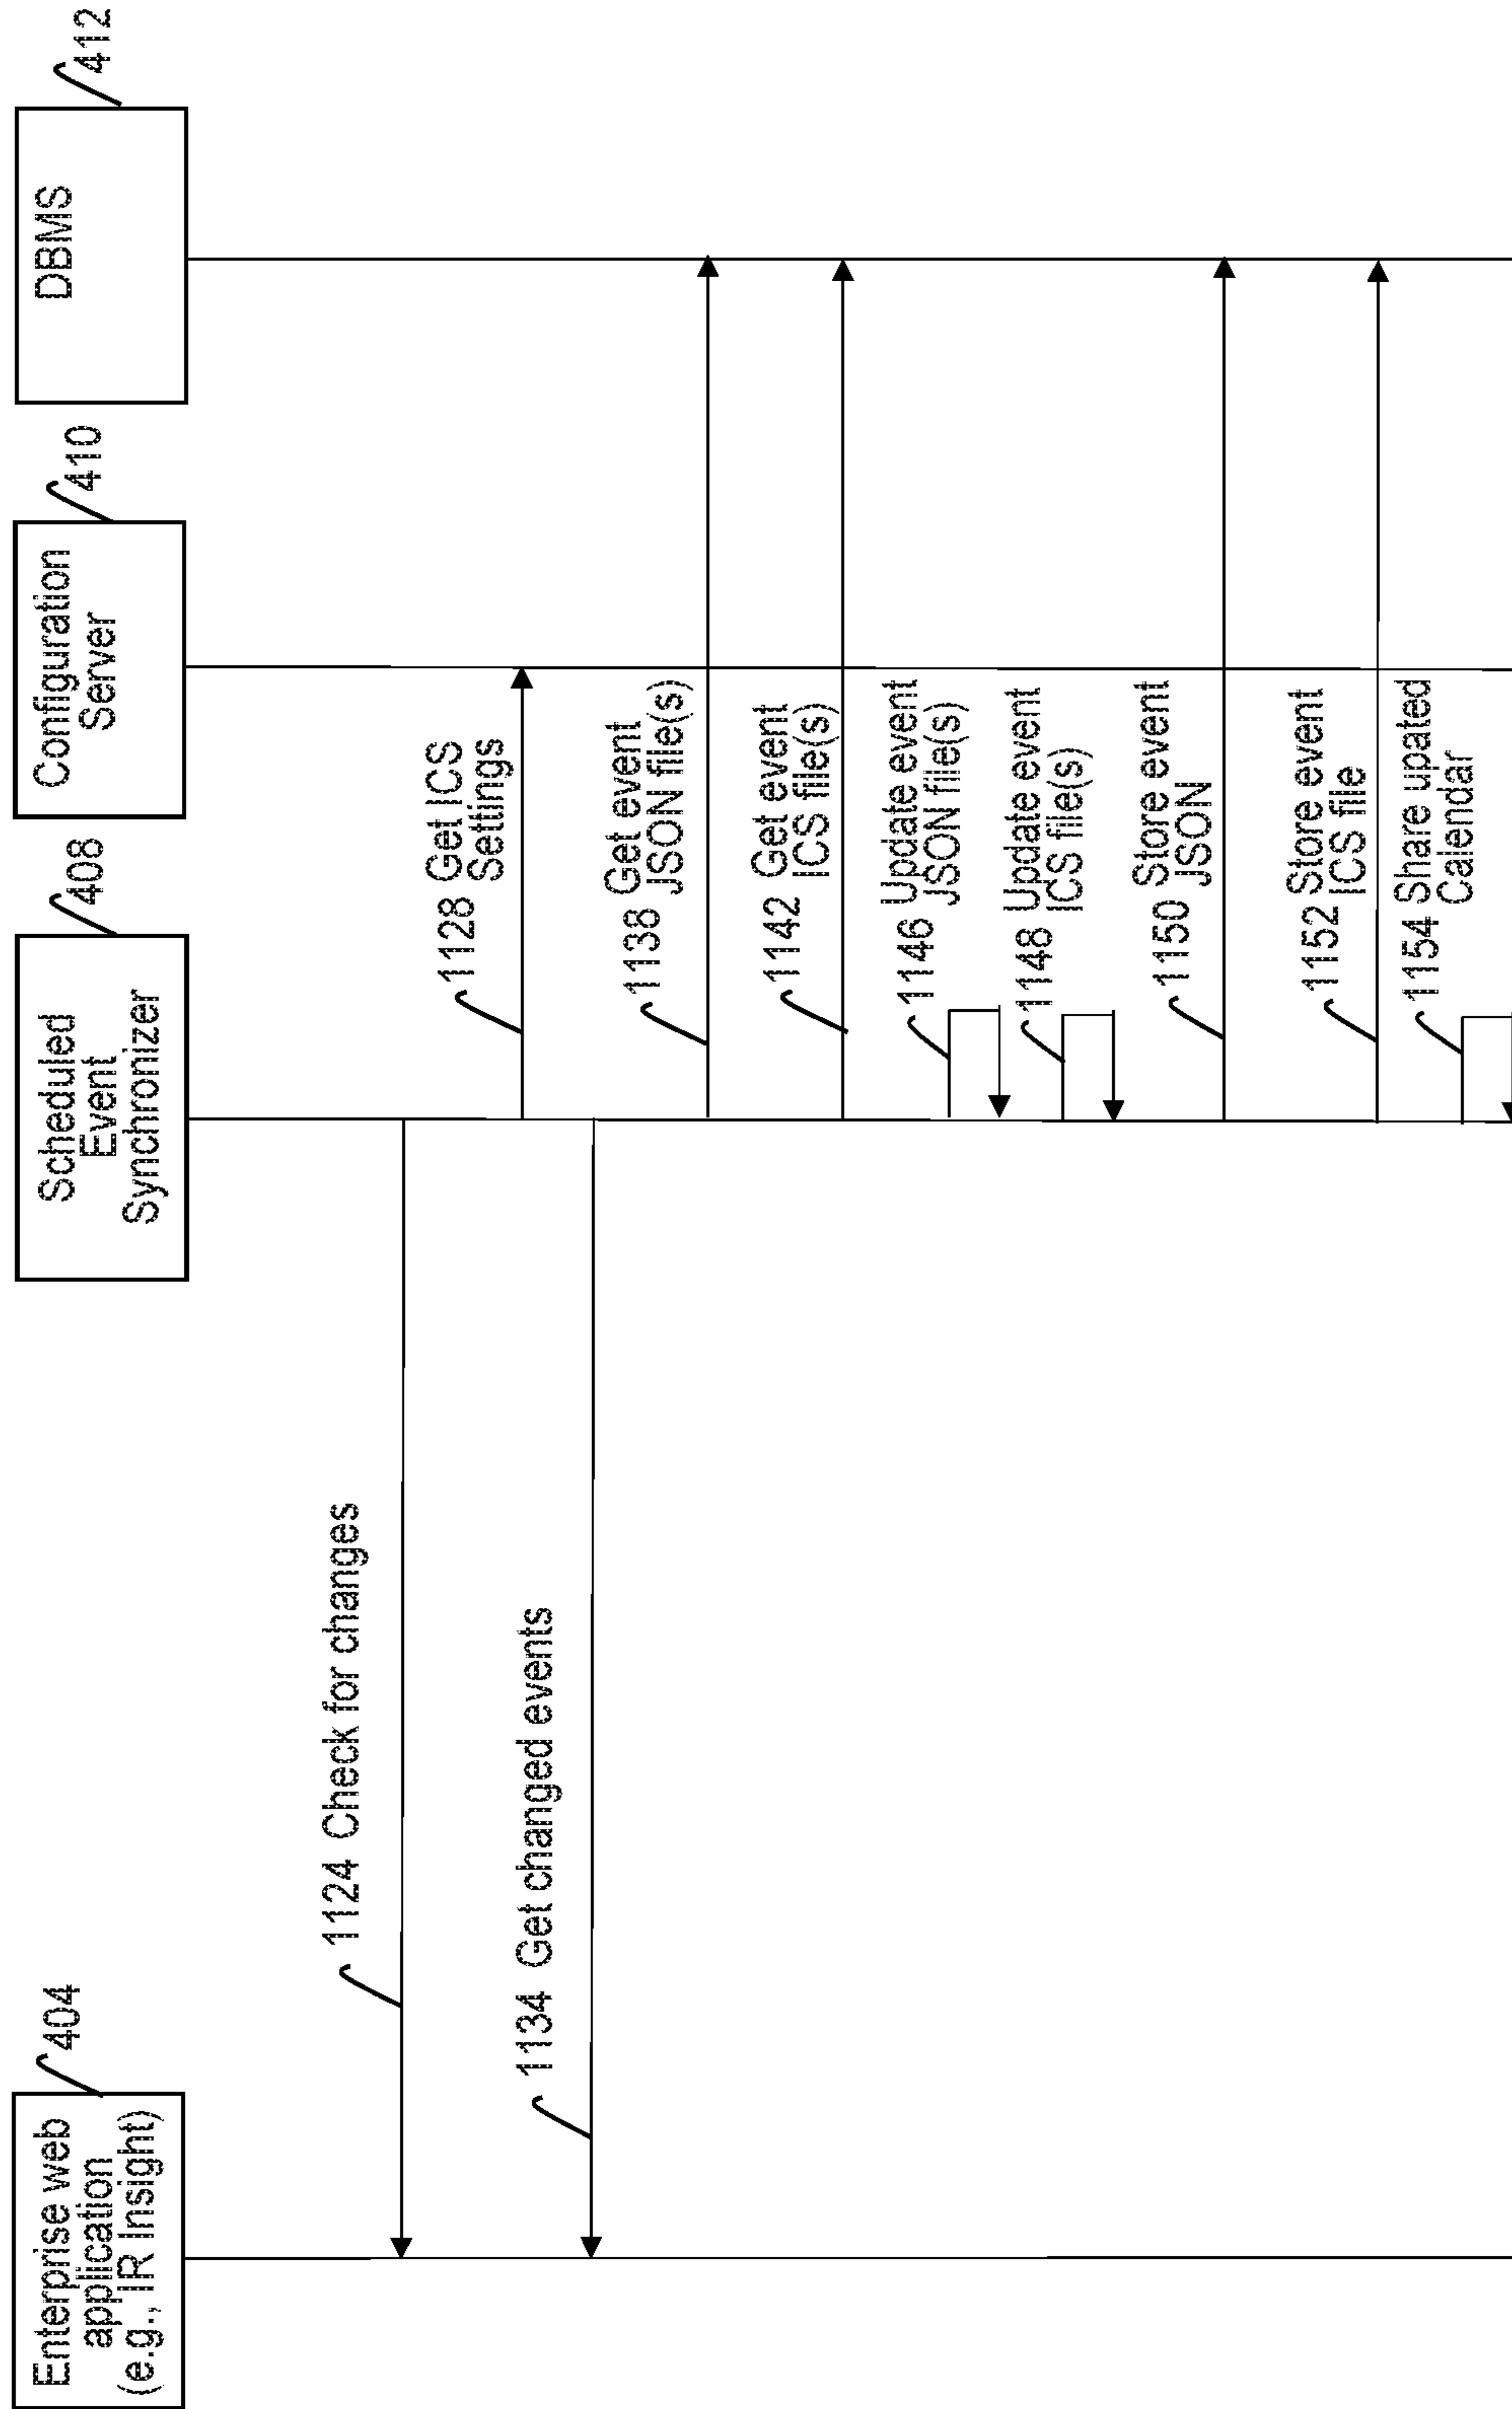 Enterprise web
application
(e.g., IR Insight)
404
Scheduled
Event
Synchronizer
408
Configuration
Server
410
DBMS
412
1124 Check for changes
1128 Get ICS
Settings
1134 Get changed events
1138 Get event
JSON file(s)
1142 Get event
ICS file(s)
1146 Update event
JSON file(s)
1148 Update event
ICS file(s)
1150 Store event
JSON
1152 Store event
ICS file
1154 Share upated
Calendar